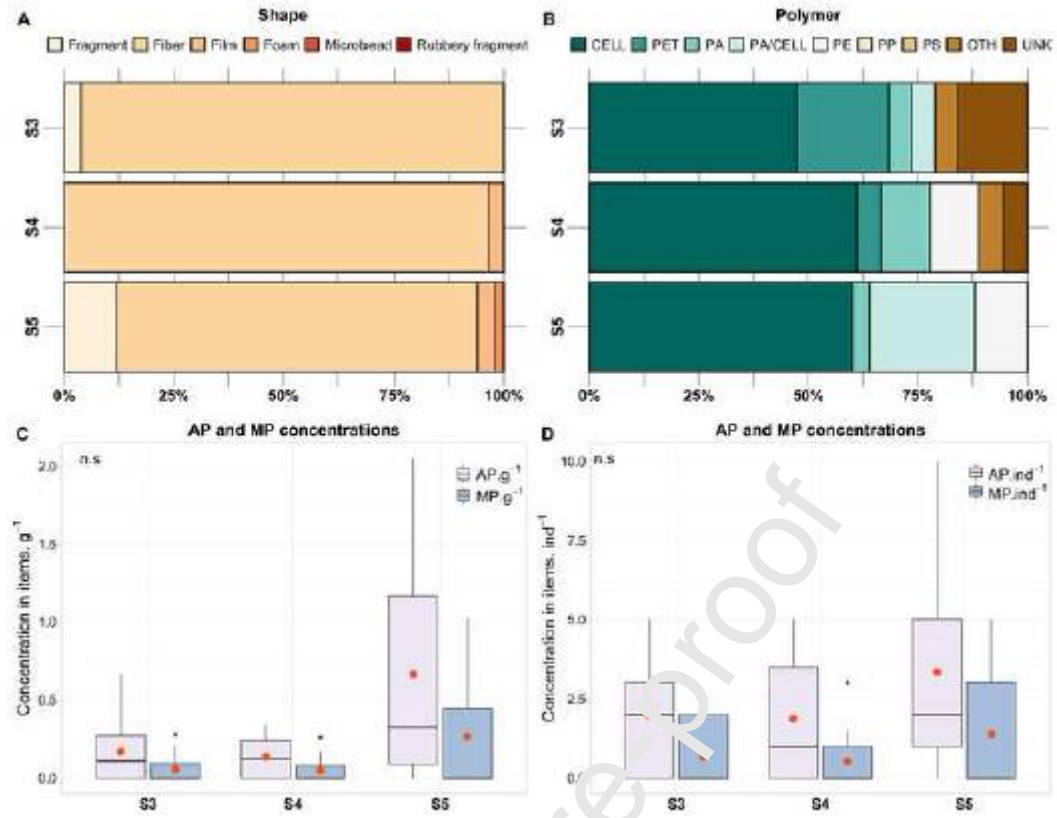 A Shape
Fragment Fiber Film Foam Microbead Rubbery fragment
S3
S4
S5
0% 25% 50% 75% 100%
B Polymer
CELL PET PA PA/CELL PE PP PS OTH UNK
S3
S4
S5
0% 25% 50% 75% 100%
C AP and MP concentrations
n.s
AP.g⁻¹
MP.g⁻¹
Concentration in items. g⁻¹
2.0
1.5
1.0
0.5
0.0
S3 S4 S5
D AP and MP concentrations
n.s
AP.ind⁻¹
MP.ind⁻¹
Concentration in items. ind⁻¹
10.0
7.5
5.0
2.5
S3 S4 S5
re-proof